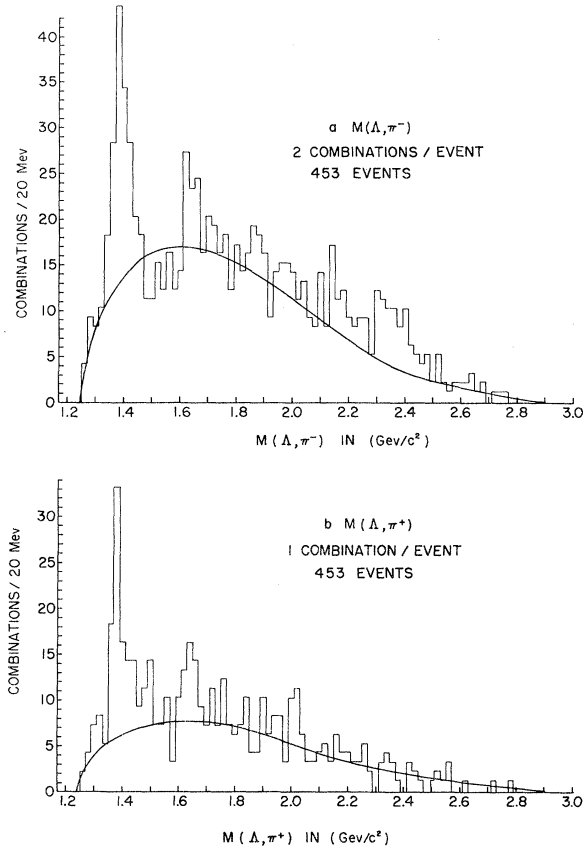 40
35
30
25
20
15
10
5
0
COMBINATIONS / 20 Mev
a M(Λ,π⁻)
2 COMBINATIONS / EVENT
453 EVENTS
1.2 1.4 1.6 1.8 2.0 2.2 2.4 2.6 2.8 3.0
M(Λ,π⁻) IN (Gev/c²)
30
25
20
15
10
5
0
COMBINATIONS / 20 Mev
b M(Λ,π⁺)
1 COMBINATION / EVENT
453 EVENTS
1.2 1.4 1.6 1.8 2.0 2.2 2.4 2.6 2.8 3.0
M(Λ,π⁺) IN (Gev/c²)